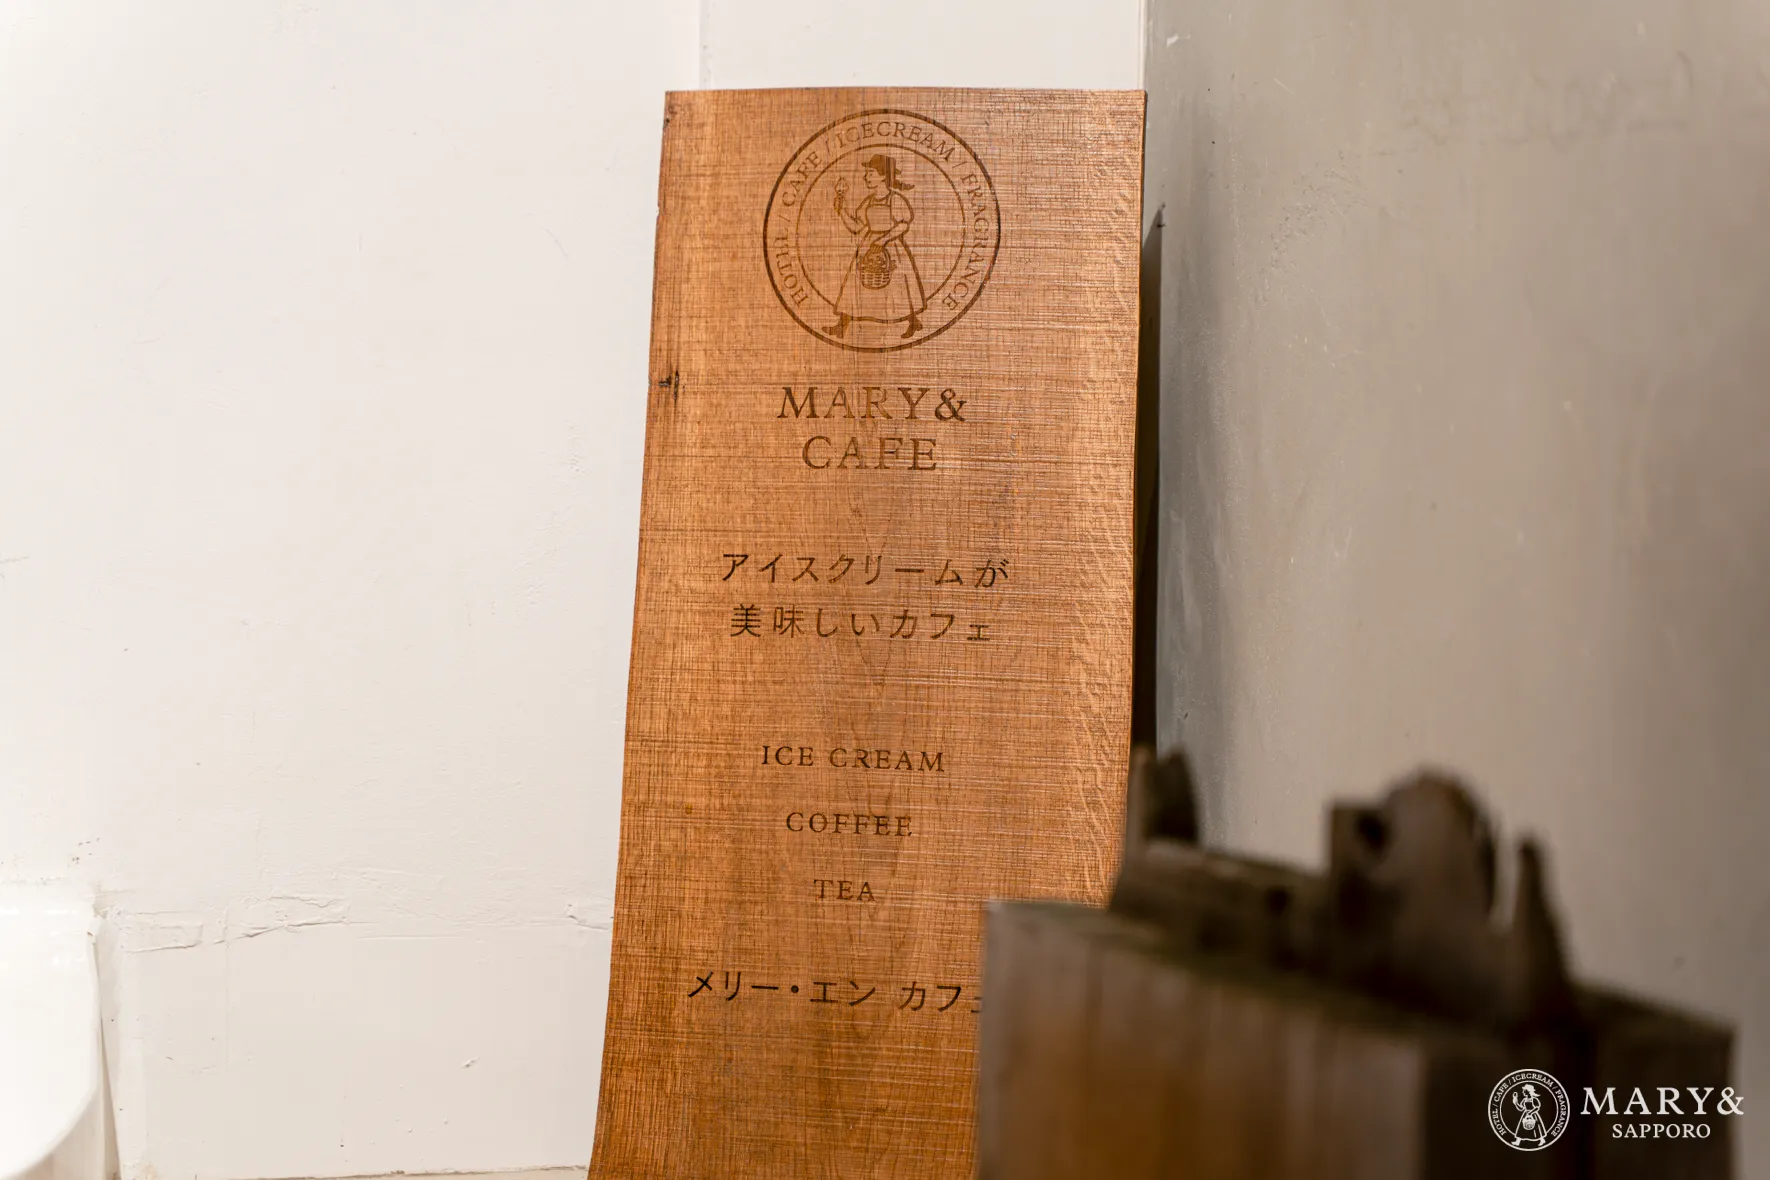 HOTEL / CAFE / ICECREAM / FRAGRANCE
MARY&
CAFE
アイスクリームが
美味しいカフェ
ICE CREAM
COFFEE
TEA
メリー・エン カフェ
HOTEL / CAFE / ICECREAM / FRAGRANCE
MARY&
SAPPORO